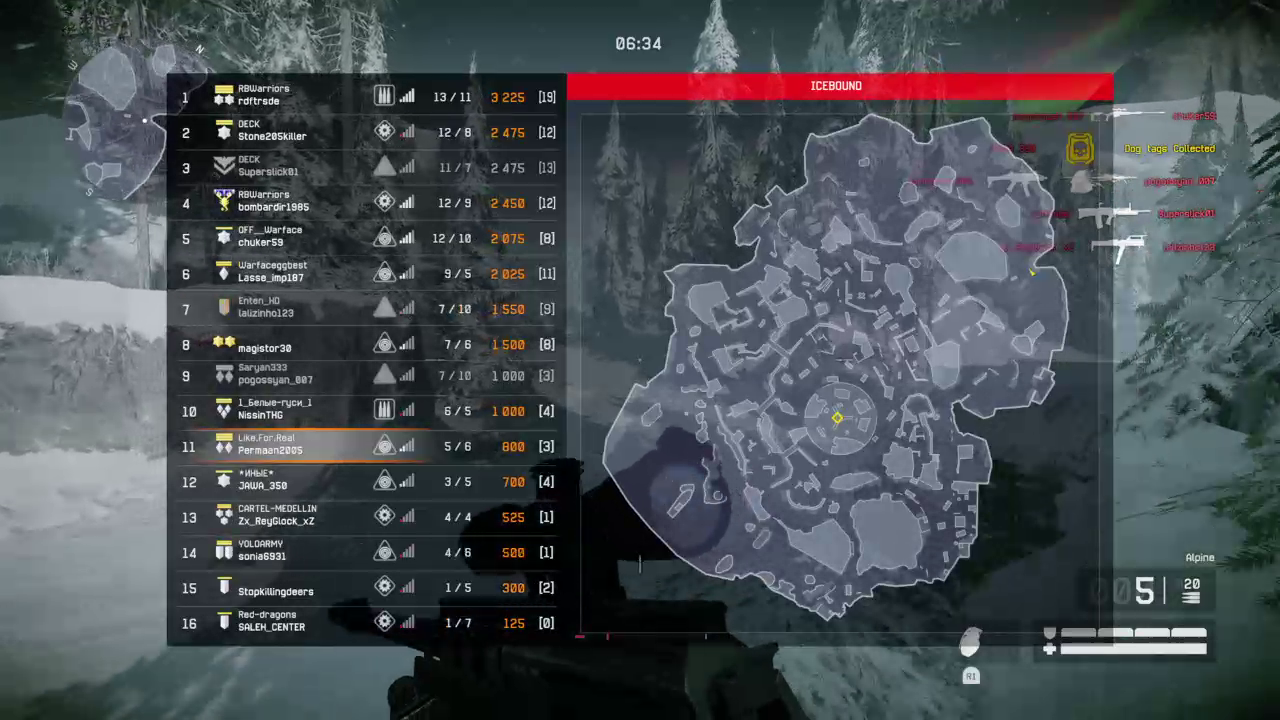 N
W
S
06:34
ICEBOUND
1 RBWarriors
rdftrsde 13 / 11 3 225 [19]
2 DECK
Stone205killer 12 / 8 2 475 [12]
3 DECK
Superslick01 11 / 7 2 475 [13]
4 RBWarriors
bombardir1985 12 / 9 2 450 [12]
5 OFF__Warface
chuker59 12 / 10 2 075 [8]
6 Warfaceggbest
Lasse_imp187 9 / 5 2 025 [11]
7 Enten_HD
lalizinho123 7 / 10 1 550 [9]
8 magistor30 7 / 6 1 500 [8]
9 Saryan333
pogossyan_007 7 / 10 1 000 [3]
10 1_Белые-гуси_1
NissinTHG 6 / 5 1 000 [4]
11 Like.For.Real
Permaan2005 5 / 6 800 [3]
12 *ИНЫЕ*
JAWA_350 3 / 5 700 [4]
13 CARTEL-MEDELLIN
Zx_ReyGlock_xZ 4 / 4 525 [1]
14 YOLOARMY
sonia6931 4 / 6 500 [1]
15 Stopkillingdeers 1 / 5 300 [2]
16 Red-dragons
SALEH_CENTER 1 / 7 125 [0]
chuker59
Dog tags Collected
pogossyan_007
Superslick01
lalizinho123
Alpine
005 20
R1